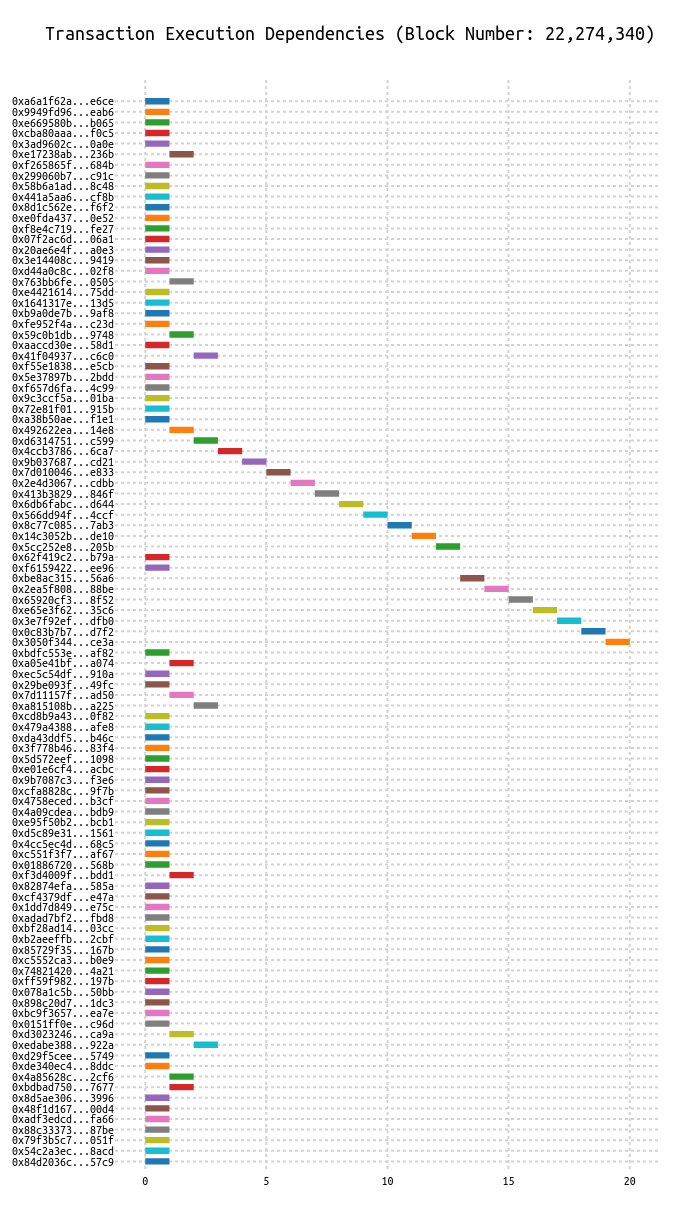 Transaction Execution Dependencies (Block Number: 22,274,340)
0xa6a1f62a...e6ce
0x9949fd96...eab6
0xe669580b...b065
0xcba80aaa...f0c5
0x3ad9602c...0a0e
0xe17238ab...236b
0xf265865f...684b
0x299060b7...c91c
0x58b6a1ad...8c48
0x441a5aa6...cf8b
0x8d1c562e...f6f2
0xe0fda437...0e52
0xf8e4c719...fe27
0x07f2ac6d...06a1
0x20ae6e4f...a0e3
0x3e14408c...9419
0xd44a0c8c...02f8
0x763bb6fe...0505
0xe4421614...75dd
0x1641317e...13d5
0xb9a0de7b...9af8
0xfe952f4a...c23d
0x59c0b1db...9748
0xaaccd30e...58d1
0x41f04937...c6c0
0xf55e1838...e5cb
0x5e37897b...2bdd
0xf657d6fa...4c99
0x9c3ccf5a...01ba
0x72e81f01...915b
0xa38b50ae...f1e1
0x492622ea...14e8
0xd6314751...c599
0x4ccb3786...6ca7
0x9b037687...cd21
0x7d010046...e833
0x2e4d3067...cdbb
0x413b3829...846f
0x6db6fabc...d644
0x566dd94f...4ccf
0x8c77c085...7ab3
0x14c3052b...de10
0x5cc252e8...205b
0x62f419c2...b79a
0xf6159422...ee96
0xbe8ac315...56a6
0x2ea5f808...88be
0x65920cf3...8f52
0xe65e3f62...35c6
0x3e7f92ef...dfb0
0x0c83b7b7...d7f2
0x3050f344...ce3a
0xbdfc553e...af82
0xa05e41bf...a074
0xec5c54df...910a
0x29be093f...49fc
0x7d11157f...ad50
0xa815108b...a225
0xcd8b9a43...0f82
0x479a4388...afe8
0xda43ddf5...b46c
0x3f778b46...83f4
0x5d572eef...1098
0xe01e6cf4...acbc
0x9b7087c3...f3e6
0xcfa8828c...9f7b
0x4758eced...b3cf
0x4a09cdea...bdb9
0xe95f50b2...bcb1
0xd5c89e31...1561
0x4cc5ec4d...68c5
0xc551f3f7...af67
0x01886720...568b
0xf3d4009f...bdd1
0x82874efa...585a
0xcf4379df...e47a
0x1dd7d849...e75c
0xadad7bf2...fbd8
0xbf28ad14...03cc
0xb2aeeffb...2cbf
0x85729f35...167b
0xc5552ca3...b0e9
0x74821420...4a21
0xff59f982...197b
0x078a1c5b...50bb
0x898c20d7...1dc3
0xbc9f3657...ea7e
0x0151ff0e...c96d
0xd3023246...ca9a
0xedabe388...922a
0xd29f5cee...5749
0xde340ec4...8ddc
0x4a85628c...2cf6
0xbdbad750...7677
0x8d5ae306...3996
0x48f1d167...00d4
0xadf3edcd...fa66
0x88c33373...87be
0x79f3b5c7...051f
0x54c2a3ec...8acd
0x84d2036c...57c9
0 5 10 15 20